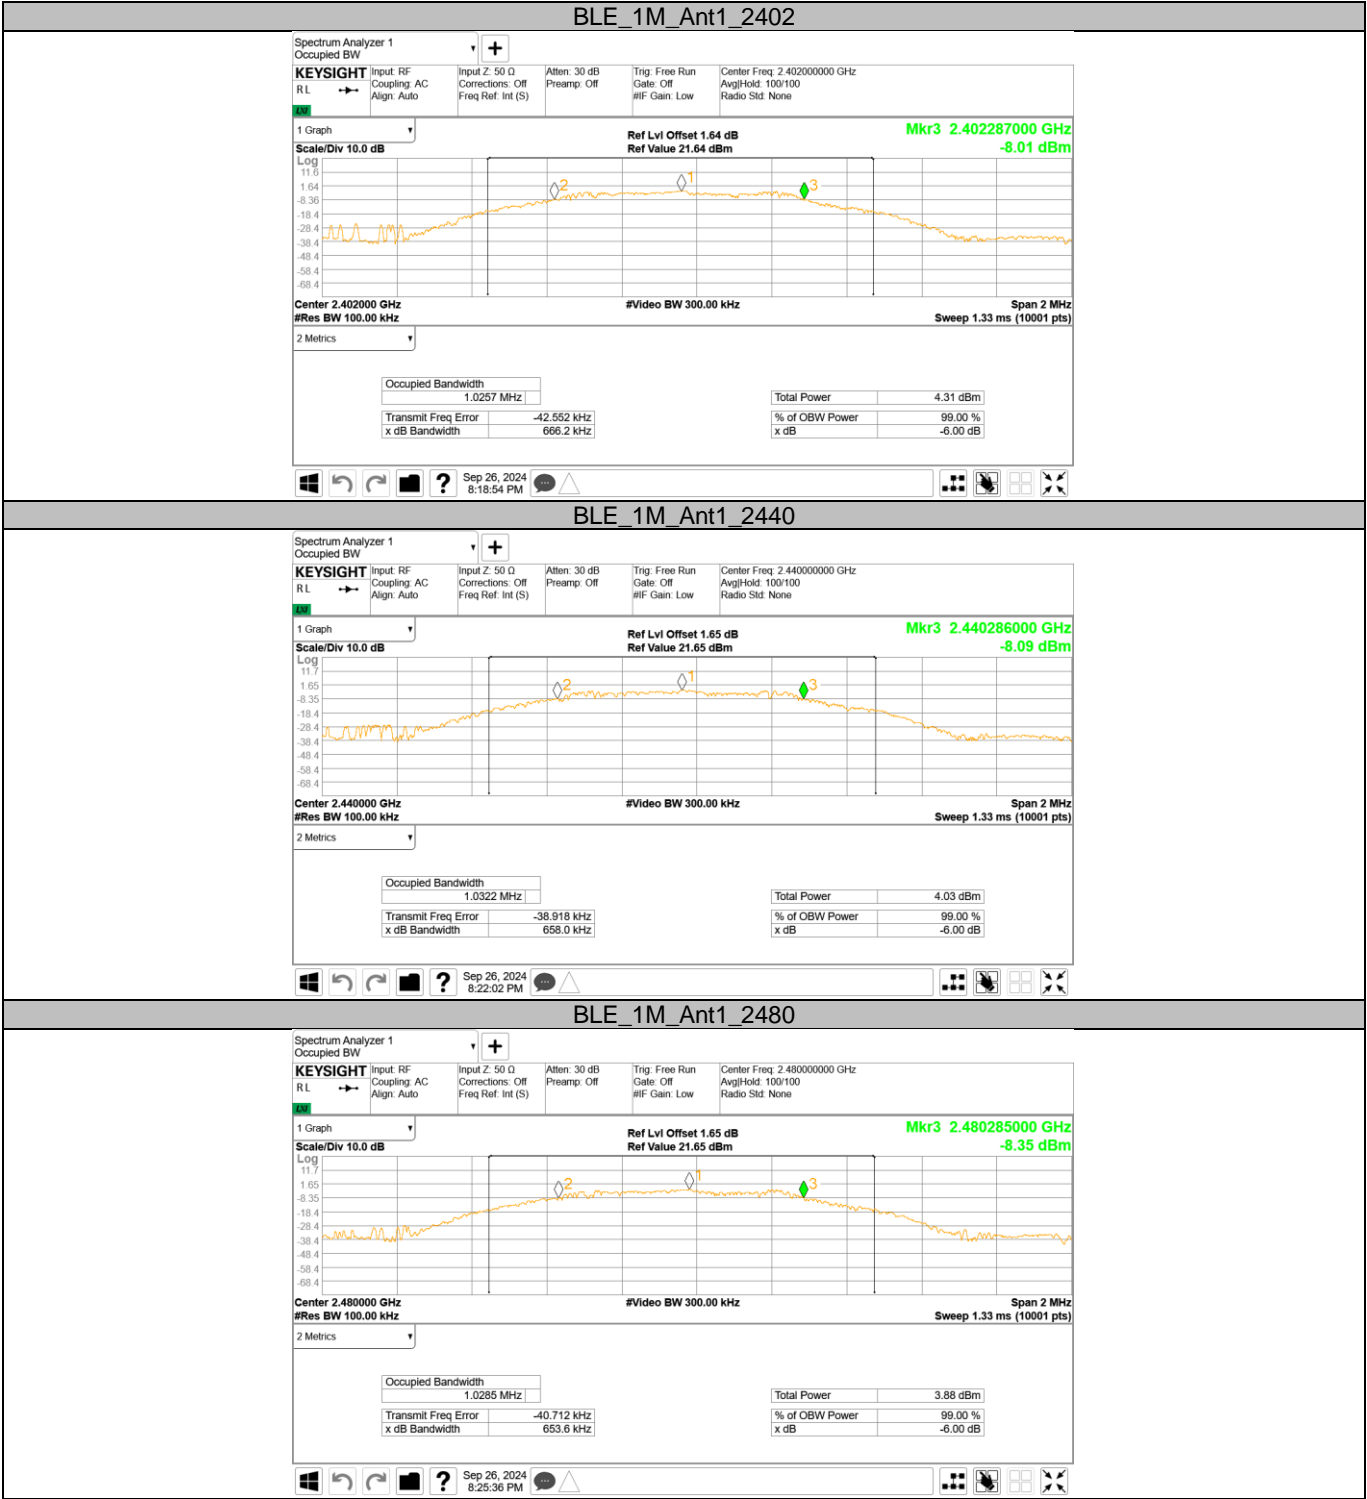 BLE_1M_Ant1_2402
Spectrum Analyzer 1
Occupied BW
KEYSIGHT Input: RF Input Z: 50 Ω Atten: 30 dB Trig: Free Run Center Freq: 2.402000000 GHz
RL Coupling: AC Corrections: Off Preamp: Off Gate: Off Avg|Hold: 100/100
Align: Auto Freq Ref: Int (S) #IF Gain: Low Radio Std: None
LXI
1 Graph Ref Lvl Offset 1.64 dB Mkr3 2.402287000 GHz
Scale/Div 10.0 dB Ref Value 21.64 dBm -8.01 dBm
Log
11.6
1.64
-8.36
-18.4
-28.4
-38.4
-48.4
-58.4
-68.4
2 1 3
Center 2.402000 GHz #Video BW 300.00 kHz Span 2 MHz
#Res BW 100.00 kHz Sweep 1.33 ms (10001 pts)
2 Metrics
Occupied Bandwidth
1.0257 MHz Total Power 4.31 dBm
Transmit Freq Error -42.552 kHz % of OBW Power 99.00 %
x dB Bandwidth 666.2 kHz x dB -6.00 dB
? Sep 26, 2024
8:18:54 PM
BLE_1M_Ant1_2440
Spectrum Analyzer 1
Occupied BW
KEYSIGHT Input: RF Input Z: 50 Ω Atten: 30 dB Trig: Free Run Center Freq: 2.440000000 GHz
RL Coupling: AC Corrections: Off Preamp: Off Gate: Off Avg|Hold: 100/100
Align: Auto Freq Ref: Int (S) #IF Gain: Low Radio Std: None
LXI
1 Graph Ref Lvl Offset 1.65 dB Mkr3 2.440286000 GHz
Scale/Div 10.0 dB Ref Value 21.65 dBm -8.09 dBm
Log
11.7
1.65
-8.35
-18.4
-28.4
-38.4
-48.4
-58.4
-68.4
2 1 3
Center 2.440000 GHz #Video BW 300.00 kHz Span 2 MHz
#Res BW 100.00 kHz Sweep 1.33 ms (10001 pts)
2 Metrics
Occupied Bandwidth
1.0322 MHz Total Power 4.03 dBm
Transmit Freq Error -38.918 kHz % of OBW Power 99.00 %
x dB Bandwidth 658.0 kHz x dB -6.00 dB
? Sep 26, 2024
8:22:02 PM
BLE_1M_Ant1_2480
Spectrum Analyzer 1
Occupied BW
KEYSIGHT Input: RF Input Z: 50 Ω Atten: 30 dB Trig: Free Run Center Freq: 2.480000000 GHz
RL Coupling: AC Corrections: Off Preamp: Off Gate: Off Avg|Hold: 100/100
Align: Auto Freq Ref: Int (S) #IF Gain: Low Radio Std: None
LXI
1 Graph Ref Lvl Offset 1.65 dB Mkr3 2.480285000 GHz
Scale/Div 10.0 dB Ref Value 21.65 dBm -8.35 dBm
Log
11.7
1.65
-8.35
-18.4
-28.4
-38.4
-48.4
-58.4
-68.4
2 1 3
Center 2.480000 GHz #Video BW 300.00 kHz Span 2 MHz
#Res BW 100.00 kHz Sweep 1.33 ms (10001 pts)
2 Metrics
Occupied Bandwidth
1.0285 MHz Total Power 3.88 dBm
Transmit Freq Error -40.712 kHz % of OBW Power 99.00 %
x dB Bandwidth 653.6 kHz x dB -6.00 dB
? Sep 26, 2024
8:25:36 PM